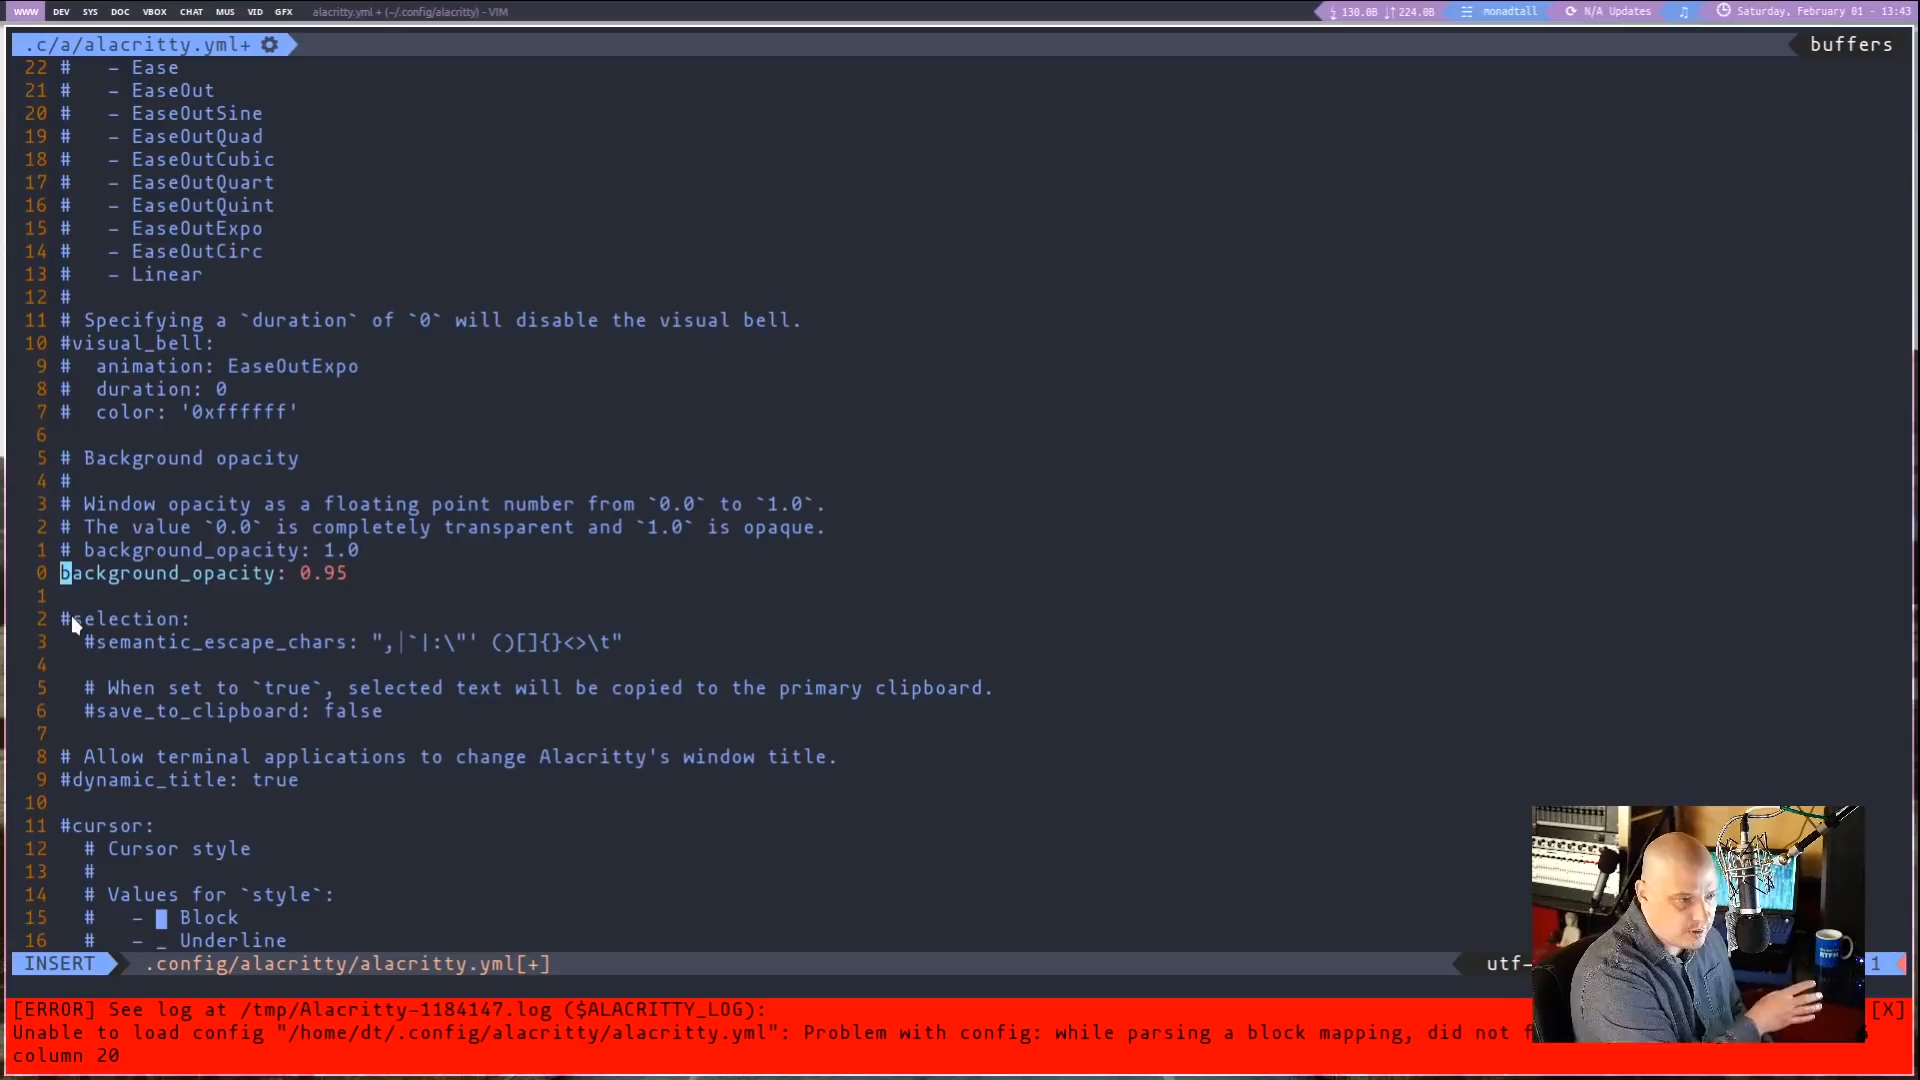 WWW DEV SYS DOC VBOX CHAT MUS VID GFX alacritty.yml + (~/.config/alacritty) - VIM 130.0B ↓↑ 224.0B monadtall N/A Updates Saturday, February 01 - 13:43
.c/a/alacritty.yml+ buffers
22 #   - Ease
21 #   - EaseOut
20 #   - EaseOutSine
19 #   - EaseOutQuad
18 #   - EaseOutCubic
17 #   - EaseOutQuart
16 #   - EaseOutQuint
15 #   - EaseOutExpo
14 #   - EaseOutCirc
13 #   - Linear
12 #
11 # Specifying a `duration` of `0` will disable the visual bell.
10 #visual_bell:
9 #  animation: EaseOutExpo
8 #  duration: 0
7 #  color: '0xffffff'
6
5 # Background opacity
4 #
3 # Window opacity as a floating point number from `0.0` to `1.0`.
2 # The value `0.0` is completely transparent and `1.0` is opaque.
1 # background_opacity: 1.0
0 background_opacity: 0.95
1
2 #selection:
3   #semantic_escape_chars: ",│`|:\"' ()[]{}<>\t"
4
5   # When set to `true`, selected text will be copied to the primary clipboard.
6   #save_to_clipboard: false
7
8 # Allow terminal applications to change Alacritty's window title.
9 #dynamic_title: true
10
11 #cursor:
12   # Cursor style
13   #
14   # Values for `style`:
15   #   - █ Block
16   #   - _ Underline
INSERT .config/alacritty/alacritty.yml[+] utf- 1
[ERROR] See log at /tmp/Alacritty-1184147.log ($ALACRITTY_LOG): [X]
Unable to load config "/home/dt/.config/alacritty/alacritty.yml": Problem with config: while parsing a block mapping, did not
column 20